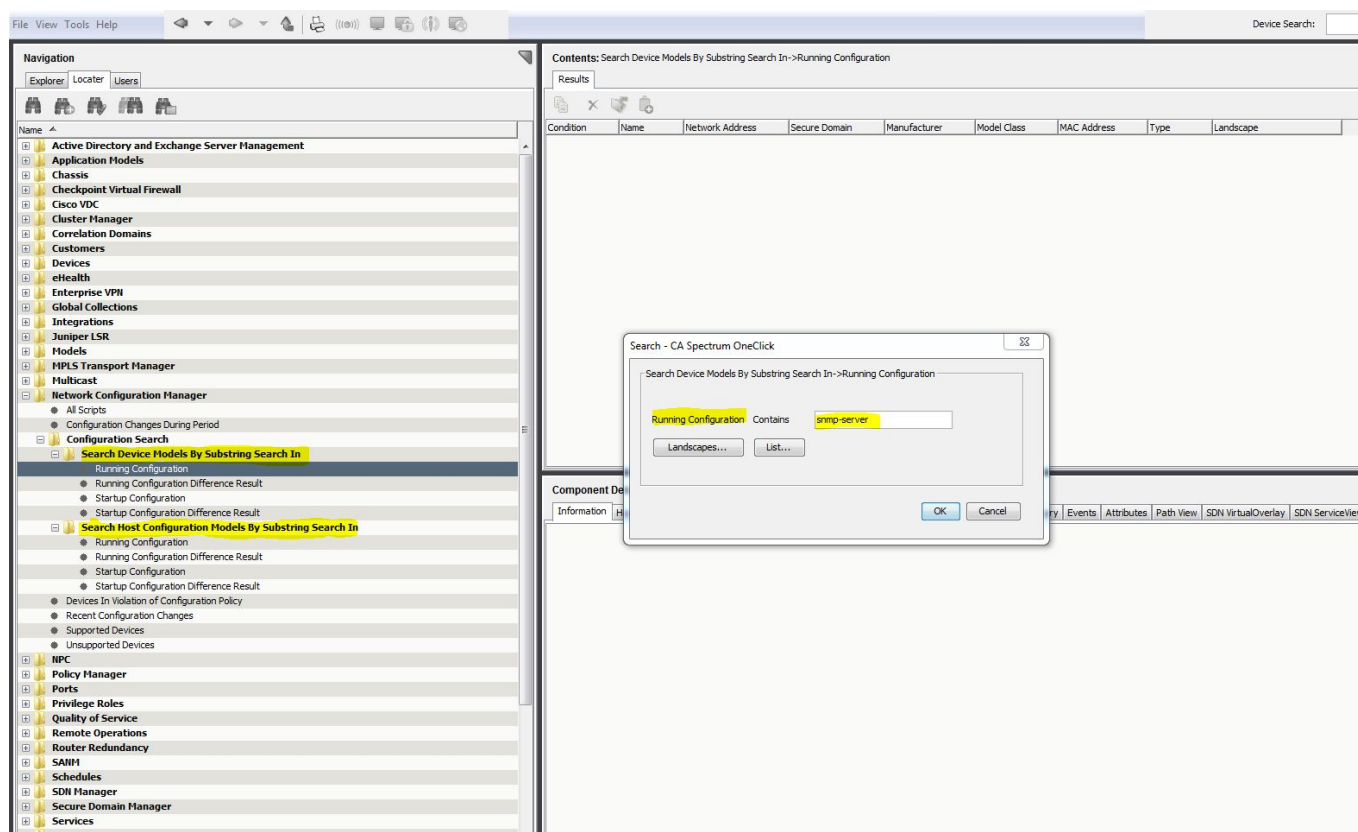 File View Tools Help
Device Search:
Navigation
Explorer Locater Users
Name
Active Directory and Exchange Server Management
Application Models
Chassis
Checkpoint Virtual Firewall
Cisco VDC
Cluster Manager
Correlation Domains
Customers
Devices
eHealth
Enterprise VPN
Global Collections
Integrations
Juniper LSR
Models
MPLS Transport Manager
Multicast
Network Configuration Manager
All Scripts
Configuration Changes During Period
Configuration Search
Search Device Models By Substring Search In
Running Configuration
Running Configuration Difference Result
Startup Configuration
Startup Configuration Difference Result
Search Host Configuration Models By Substring Search In
Running Configuration
Running Configuration Difference Result
Startup Configuration
Startup Configuration Difference Result
Devices In Violation of Configuration Policy
Recent Configuration Changes
Supported Devices
Unsupported Devices
NPC
Policy Manager
Ports
Privilege Roles
Quality of Service
Remote Operations
Router Redundancy
SANM
Schedules
SDN Manager
Secure Domain Manager
Services
Contents: Search Device Models By Substring Search In->Running Configuration
Results
Condition Name Network Address Secure Domain Manufacturer Model Class MAC Address Type Landscape
Search - CA Spectrum OneClick
Search Device Models By Substring Search In->Running Configuration
Running Configuration Contains snmp-server
Landscapes... List...
OK Cancel
Component De
Information H ry Events Attributes Path View SDN VirtualOverlay SDN ServiceView